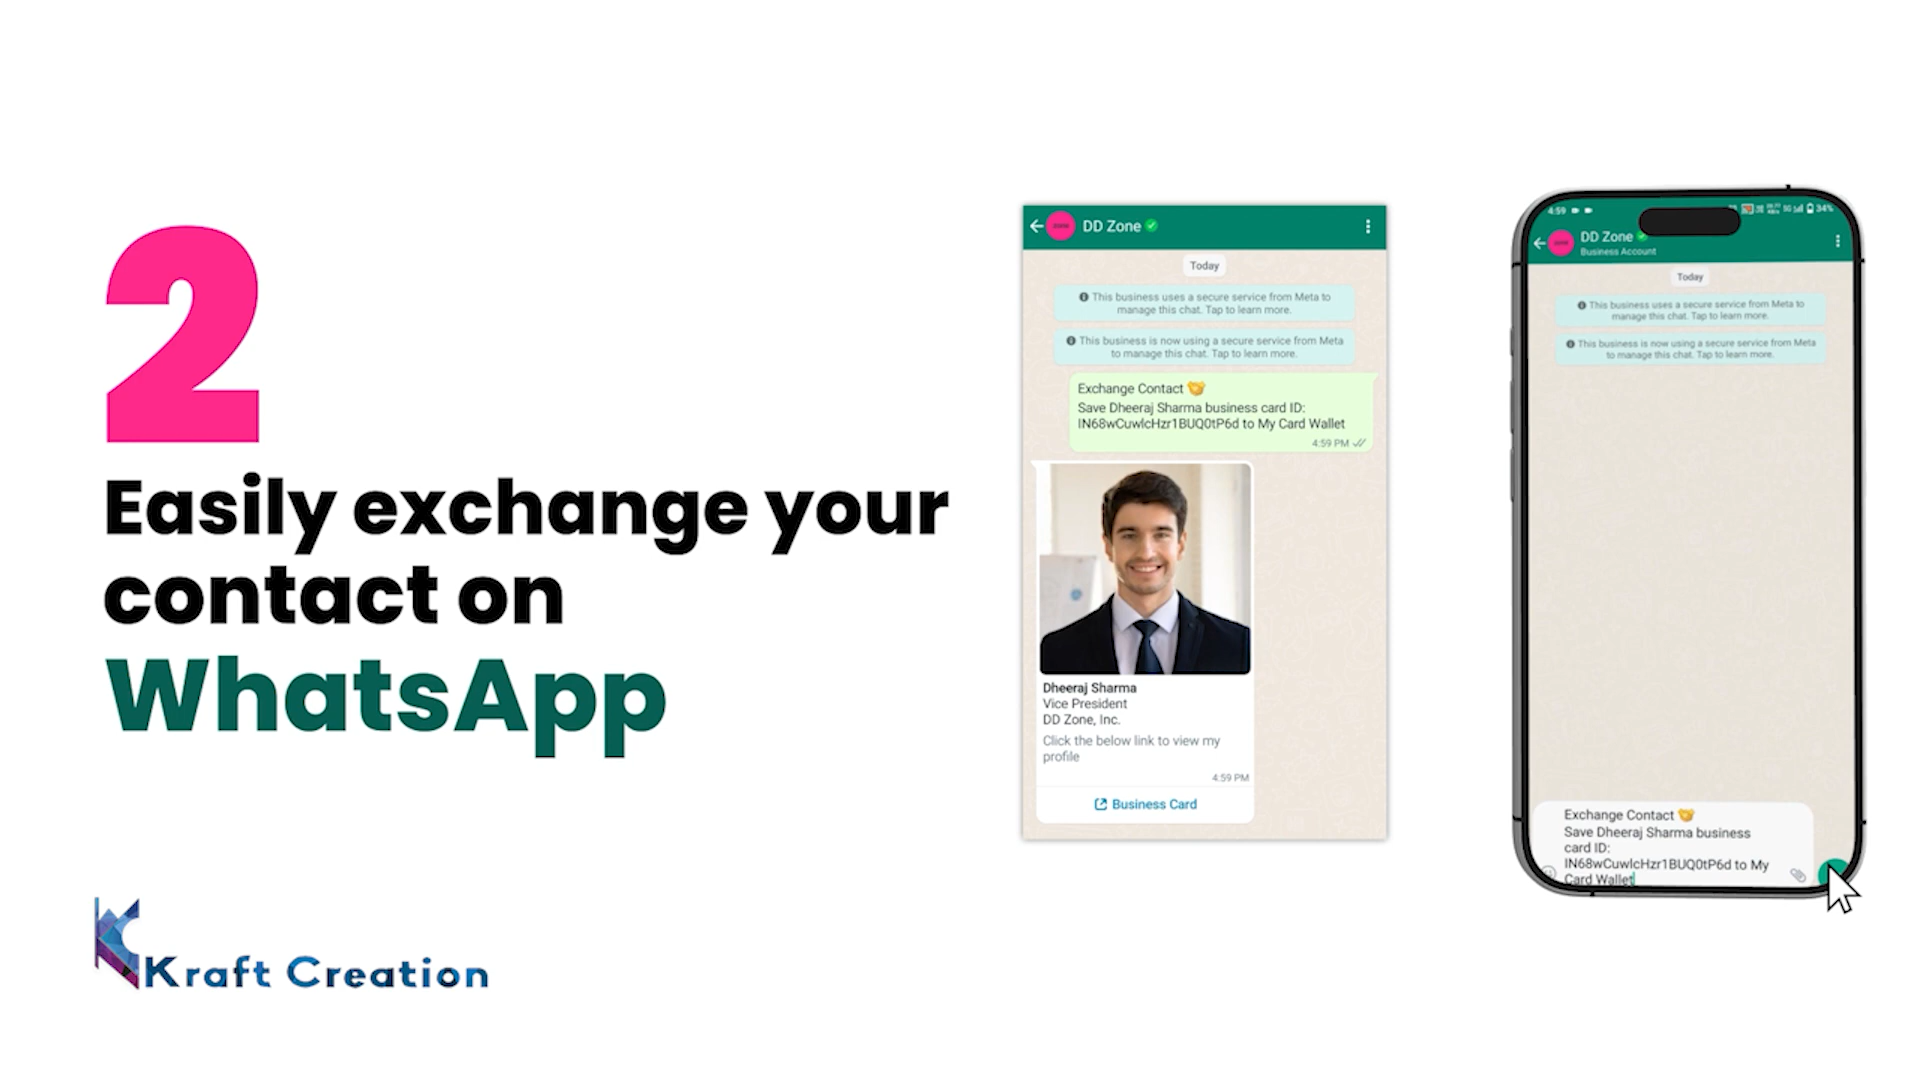 2
Easily exchange your
contact on
WhatsApp
Kraft Creation
DD Zone
Today
This business uses a secure service from Meta to
manage this chat. Tap to learn more.
This business is now using a secure service from Meta
to manage this chat. Tap to learn more.
Exchange Contact 🤝
Save Dheeraj Sharma business card ID:
IN68wCuwlcHzr1BUQ0tP6d to My Card Wallet
4:59 PM
Dheeraj Sharma
Vice President
DD Zone, Inc.
Click the below link to view my
profile
4:59 PM
Business Card
4:59
34%
DD Zone
Business Account
Today
This business uses a secure service from Meta to
manage this chat. Tap to learn more.
This business is now using a secure service from Meta
to manage this chat. Tap to learn more.
Exchange Contact 🤝
Save Dheeraj Sharma business
card ID:
IN68wCuwlcHzr1BUQ0tP6d to My
Card Wallet